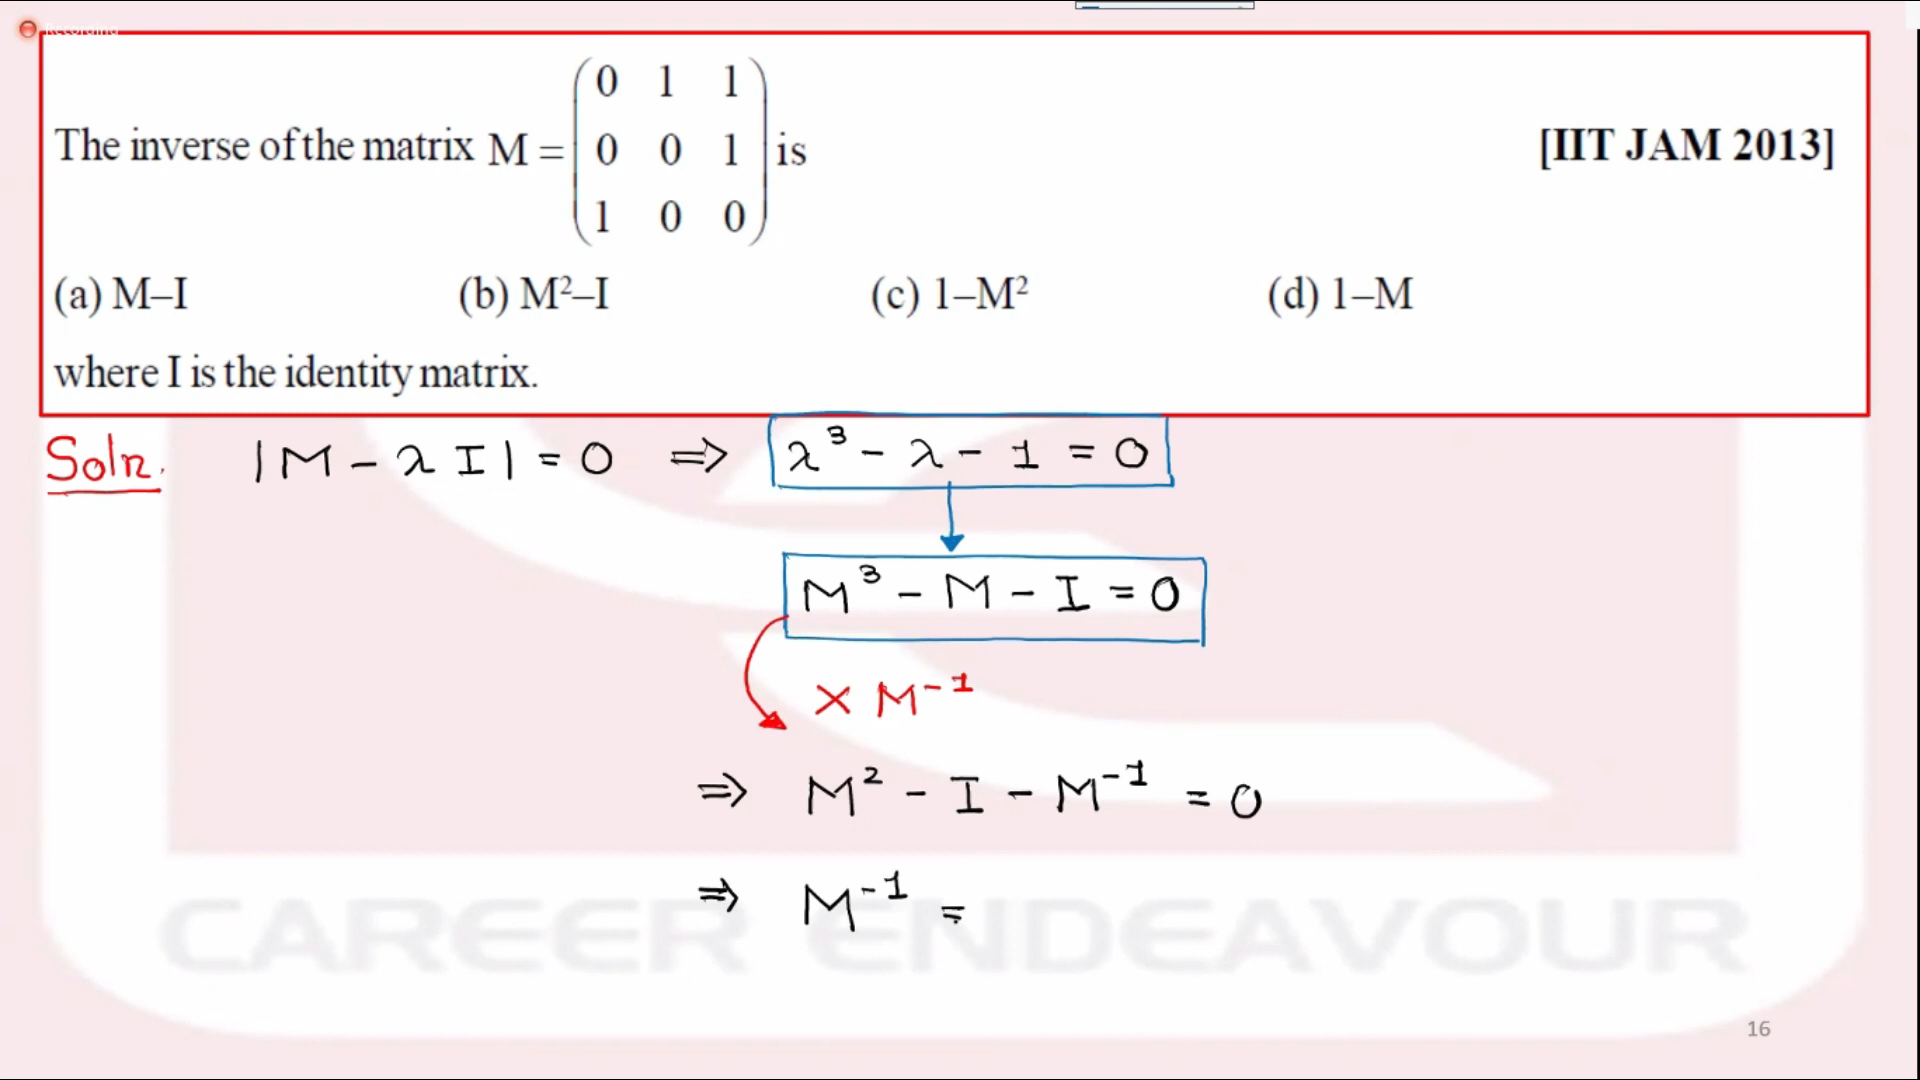 Recording
0 1 1
The inverse of the matrix M = 0 0 1 is [IIT JAM 2013]
1 0 0
(a) M–I (b) M²–I (c) 1–M² (d) 1–M
where I is the identity matrix.
Soln. |M - λI| = 0 ⇒ λ³ - λ - 1 = 0
M³ - M - I = 0
× M⁻¹
⇒ M² - I - M⁻¹ = 0
⇒ M⁻¹ =
CAREER ENDEAVOUR
16